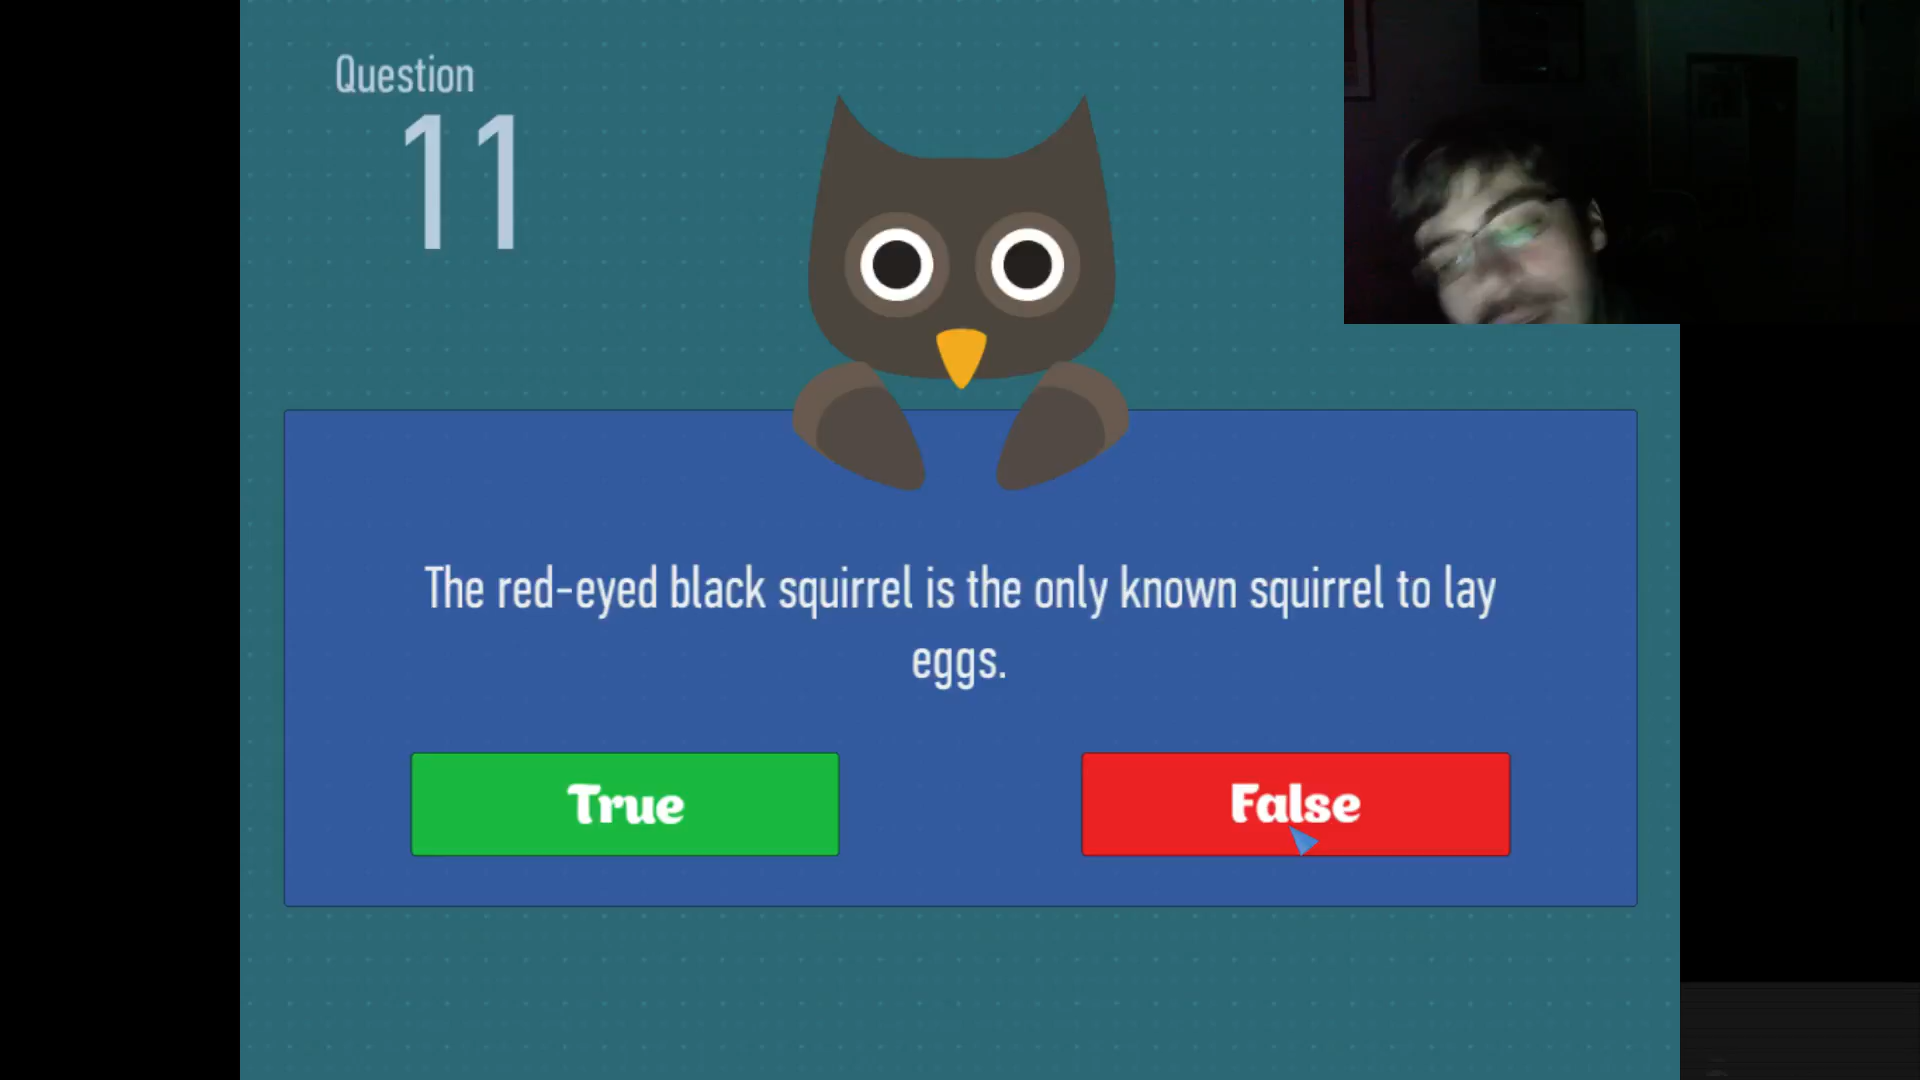 Question
11
The red-eyed black squirrel is the only known squirrel to lay
eggs.
True
False